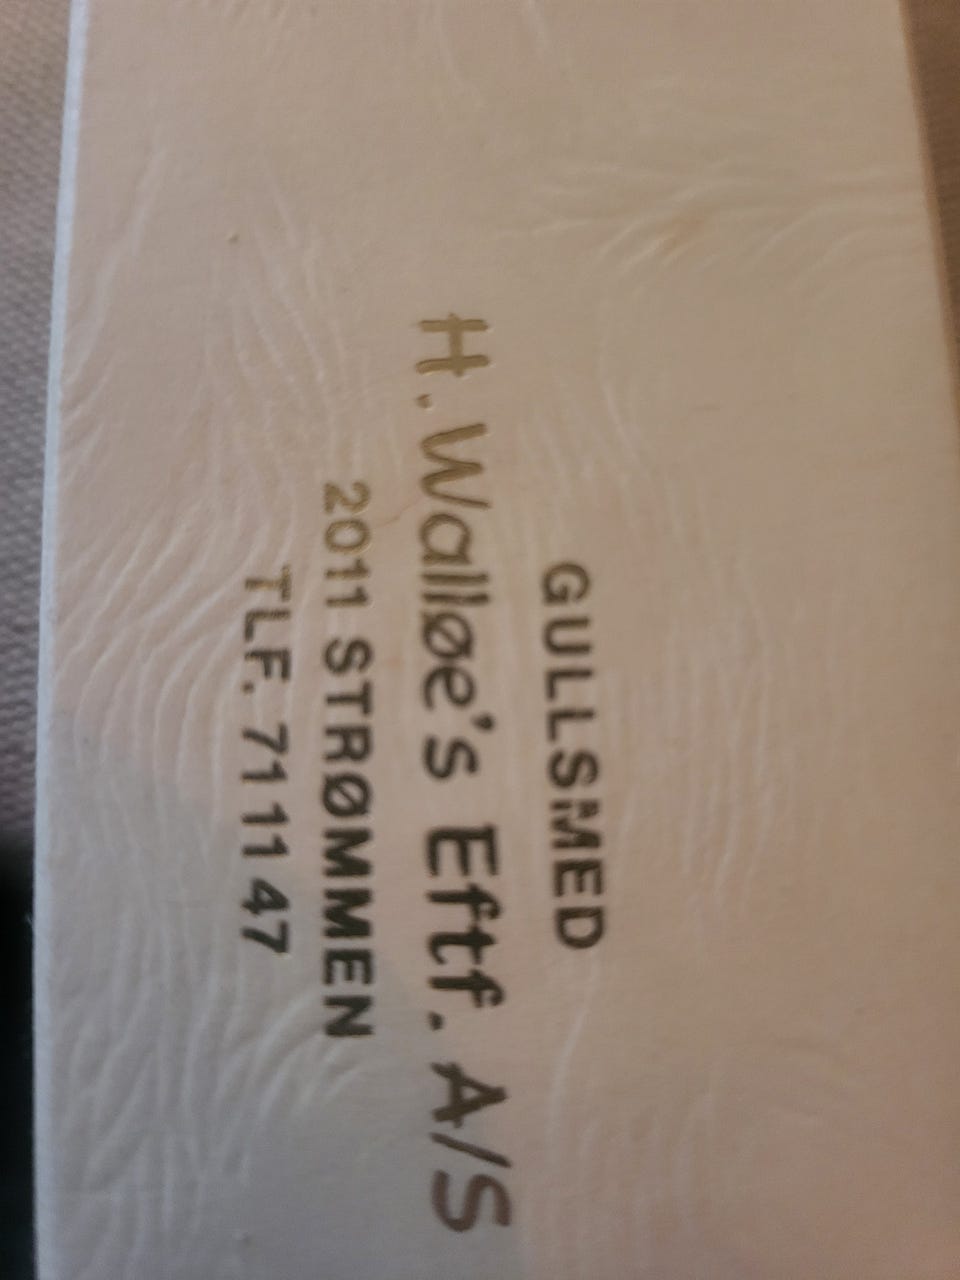 GULLSMED
H. Walløe's Eftf. A/S
2011 STRØMMEN
TLF. 71 11 47